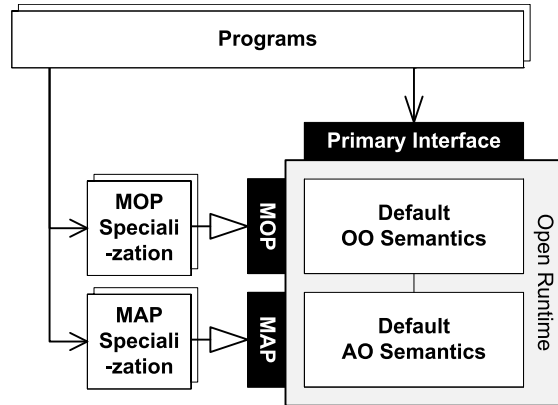 Programs
Primary Interface
MOP
Speciali
-zation
MOP
Default
OO Semantics
Open Runtime
MAP
Speciali
-zation
MAP
Default
AO Semantics